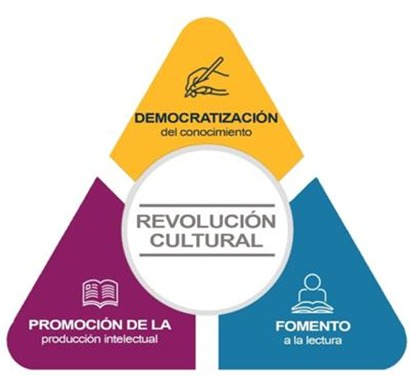 DEMOCRATIZACIÓN
del conocimiento
REVOLUCIÓN
CULTURAL
PROMOCIÓN DE LA
producción intelectual
FOMENTO
a la lectura